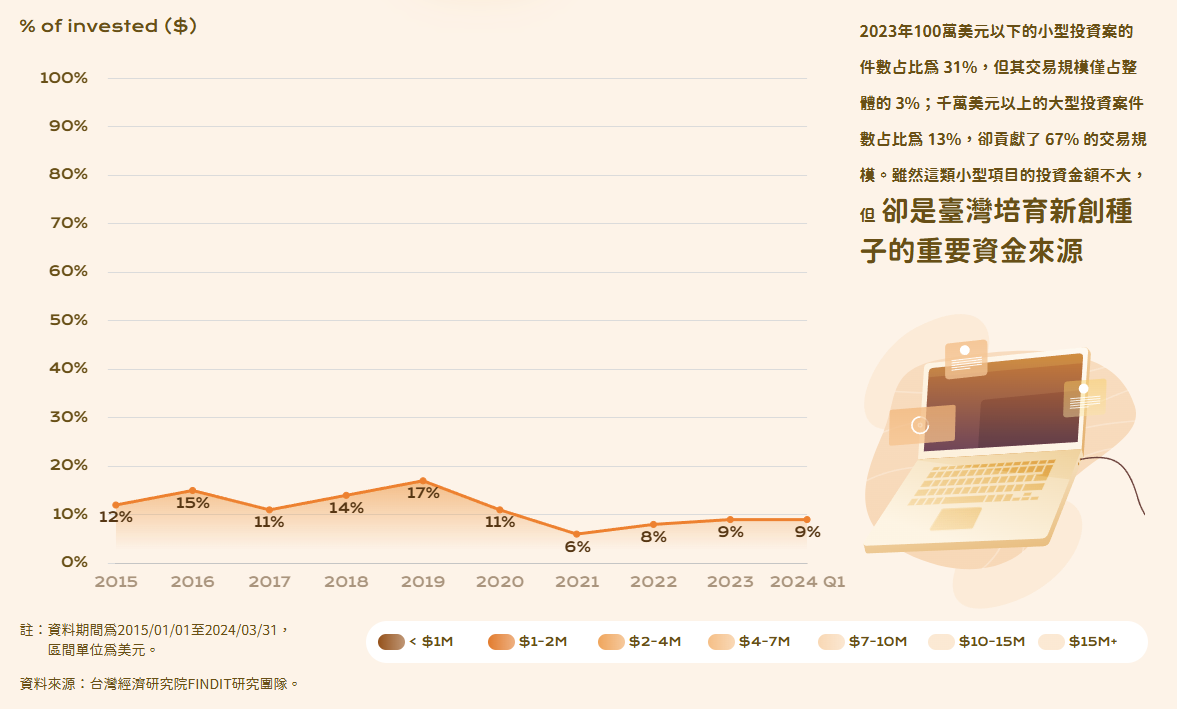 % of invested ($)
100%
90%
80%
70%
60%
50%
40%
30%
20%
10%
0%
12%
15%
11%
14%
17%
11%
6%
8%
9%
9%
2015
2016
2017
2018
2019
2020
2021
2022
2023
2024 Q1
2023年100萬美元以下的小型投資案的
件數占比為 31%，但其交易規模僅占整
體的 3%；千萬美元以上的大型投資案件
數占比為 13%，卻貢獻了 67% 的交易規
模。雖然這類小型項目的投資金額不大，
但 卻是臺灣培育新創種
子的重要資金來源
註：資料期間為2015/01/01至2024/03/31，
區間單位為美元。
資料來源：台灣經濟研究院FINDIT研究團隊。
< $1M
$1-2M
$2-4M
$4-7M
$7-10M
$10-15M
$15M+